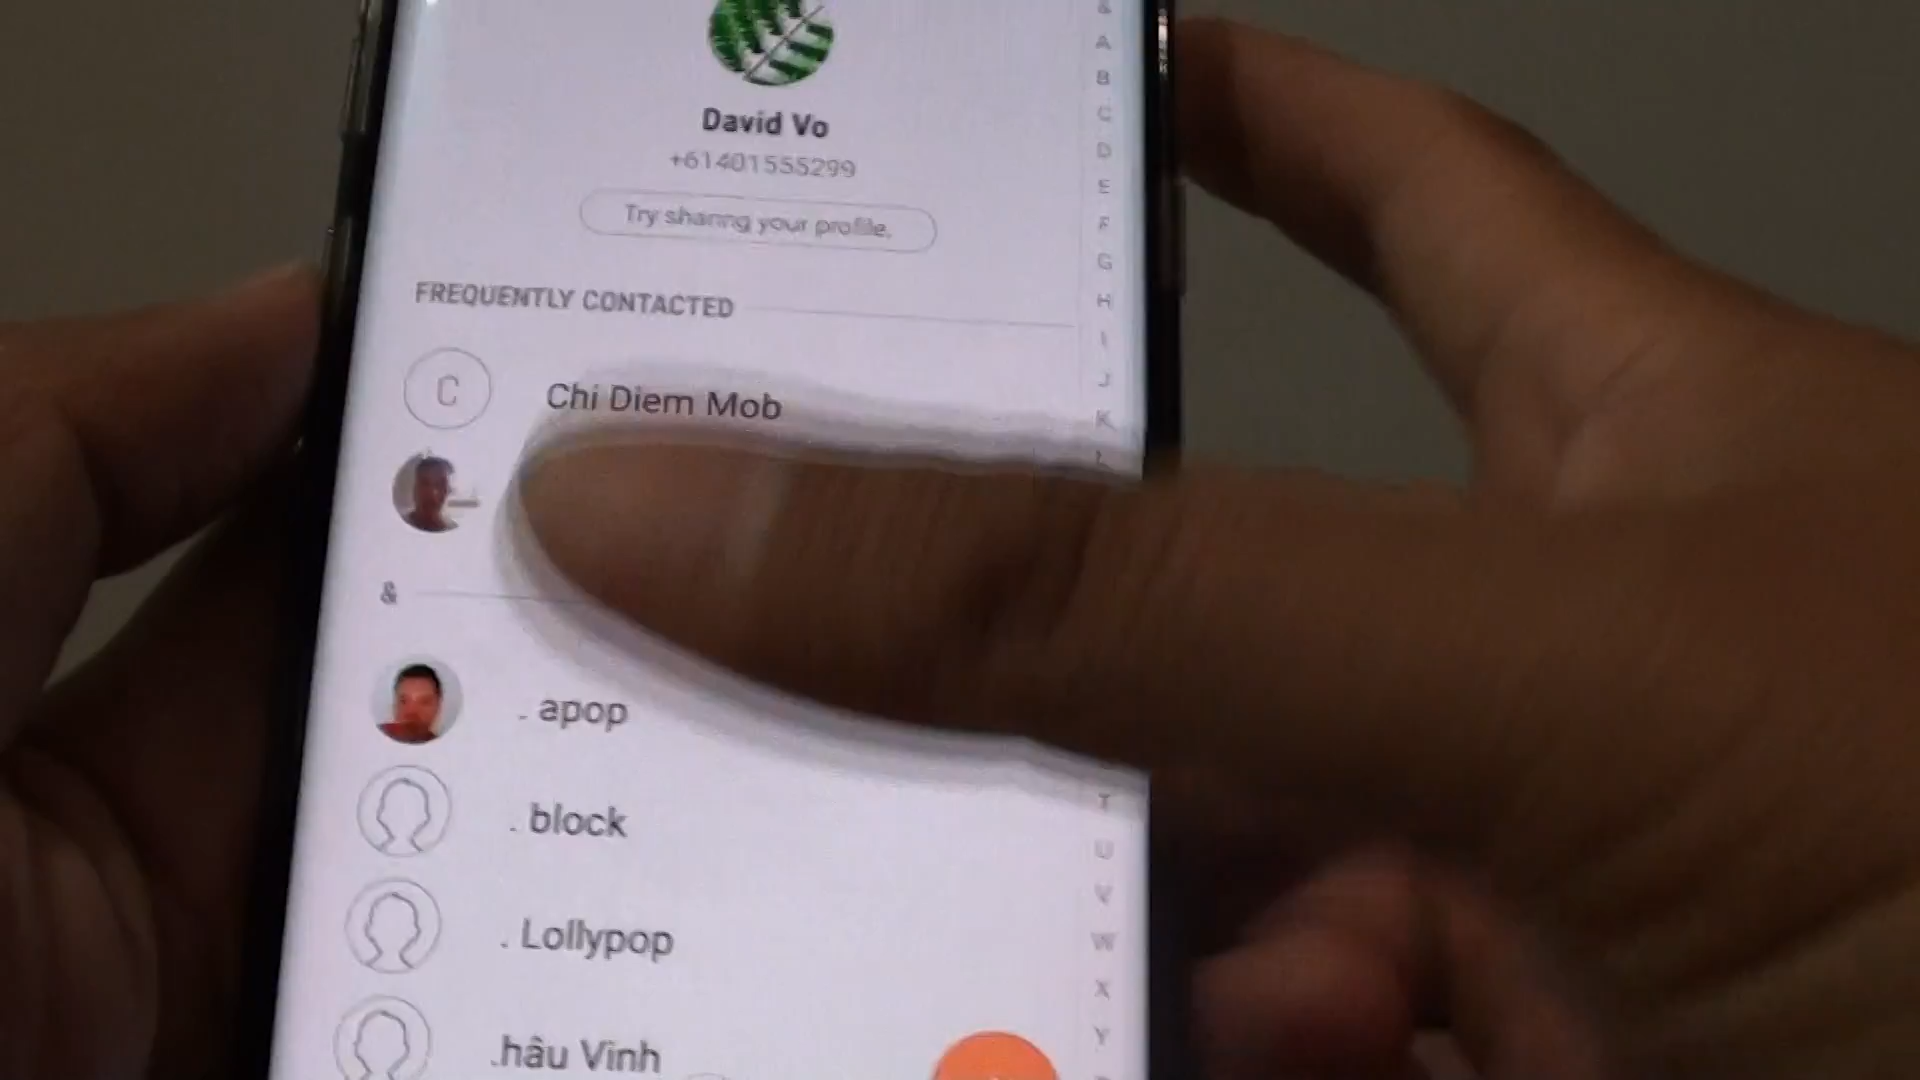 David Vo
+61401555299
Try sharing your profile.
FREQUENTLY CONTACTED
C
Chi Diem Mob
&
. apop
. block
. Lollypop
.hâu Vinh
&
A
B
C
D
E
F
G
H
I
J
K
L
T
U
V
W
X
Y